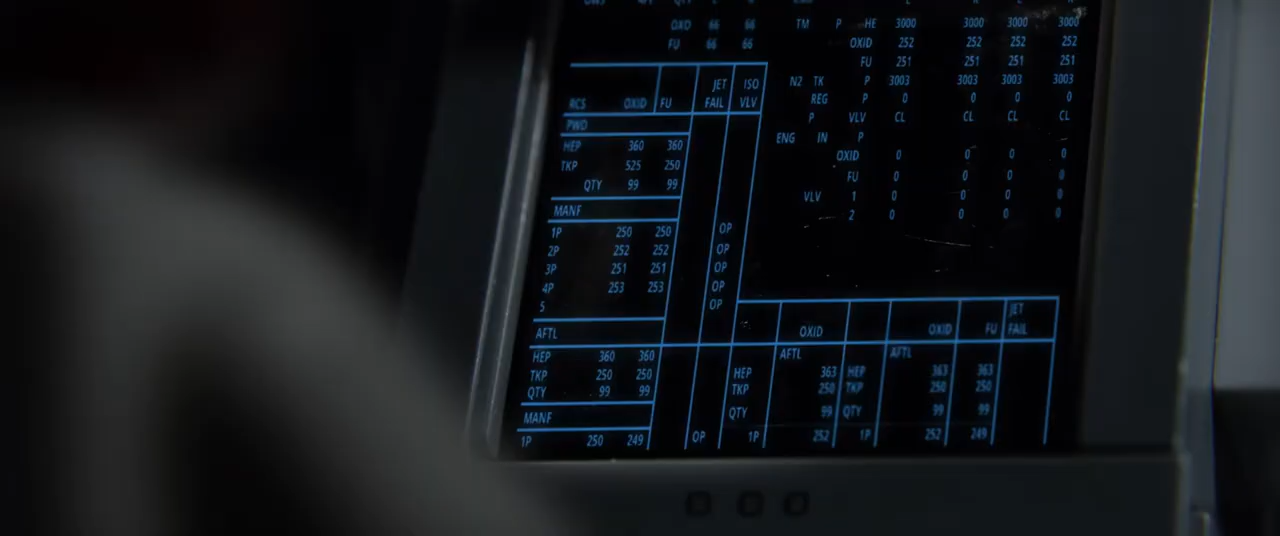 QTY
OXD 66 66 TM P HE 3000 3000 3000 3000
FU 66 66 OXID 252 252 252 252
FU 251 251 251 251
JET ISO N2 TK P 3003 3003 3003 3003
RCS OXID FU FAIL VLV REG P 0 0 0 0
PWD P VLV CL CL CL CL
HEP 360 360 ENG IN P
TKP 525 250 OXID 0 0 0 0
QTY 99 99 FU 0 0 0 0
MANF VLV 1 0 0 0 0
1P 250 250 OP 2 0 0 0 0
2P 252 252 OP
3P 251 251 OP
4P 253 253 OP
5 OP
JET
AFTL OXID OXID FU FAIL
HEP 360 360 AFTL AFTL
TKP 250 250 HEP 363 HEP 363 363
QTY 99 99 TKP 250 TKP 250 250
MANF QTY 99 QTY 99 99
1P 250 249 OP 1P 252 1P 252 249